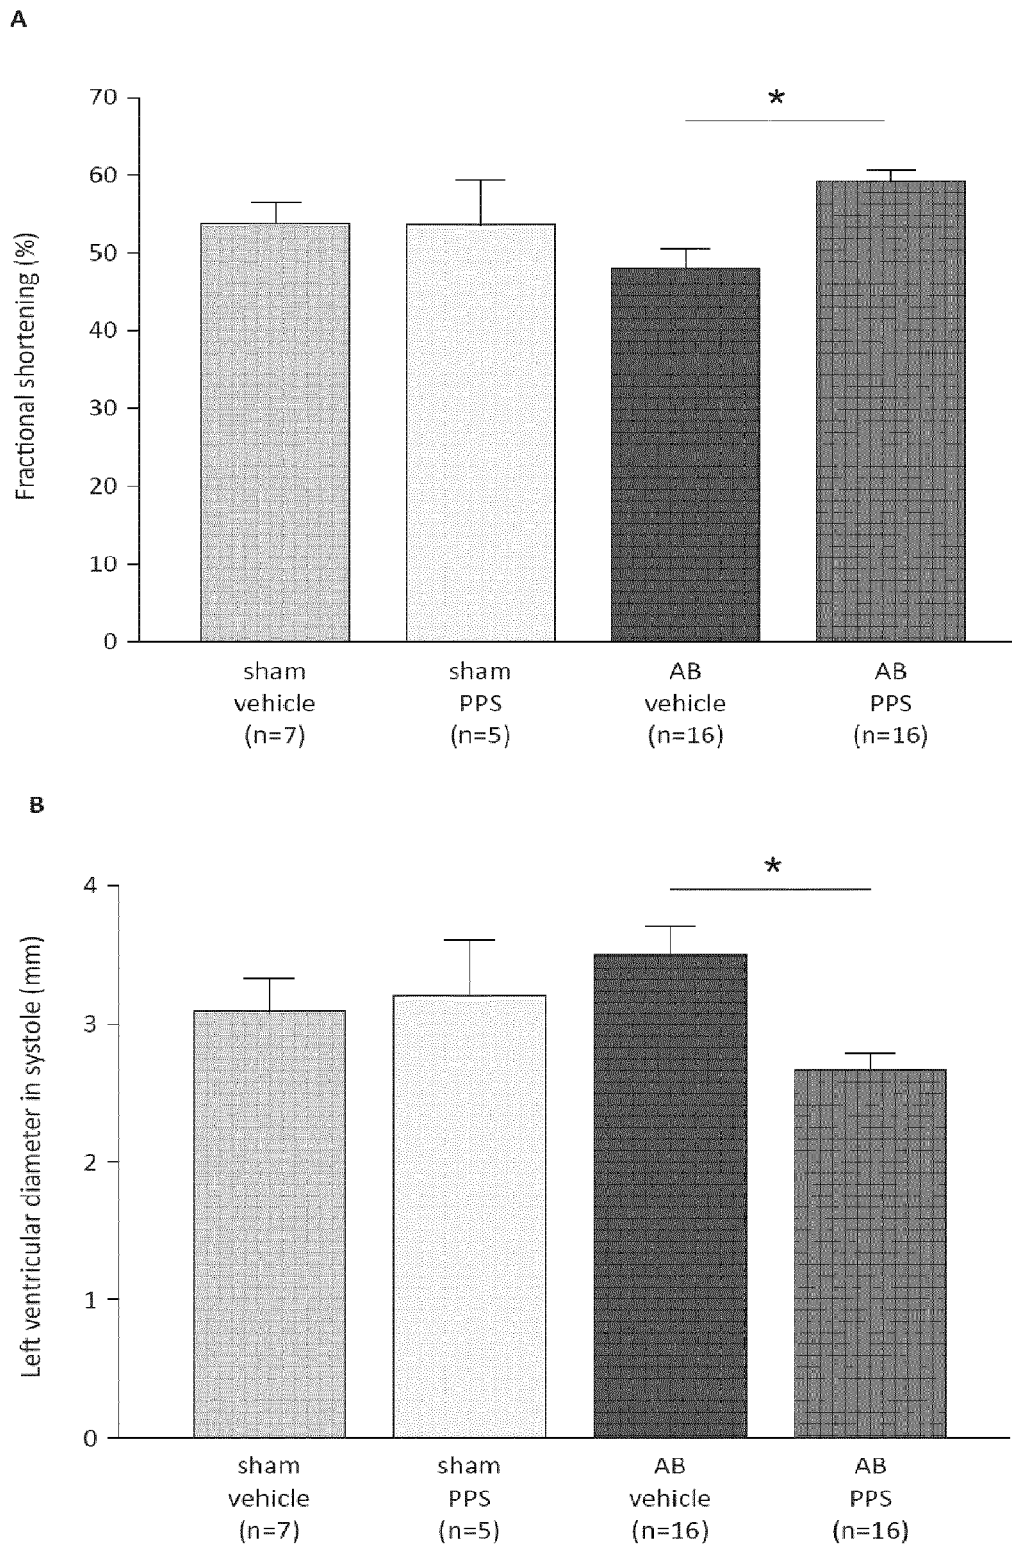 A
70
60
50
40
30
20
10
0
Fractional shortening (%)
*
sham
vehicle
(n=7)
sham
PPS
(n=5)
AB
vehicle
(n=16)
AB
PPS
(n=16)
B
4
3
2
1
0
Left ventricular diameter in systole (mm)
*
sham
vehicle
(n=7)
sham
PPS
(n=5)
AB
vehicle
(n=16)
AB
PPS
(n=16)